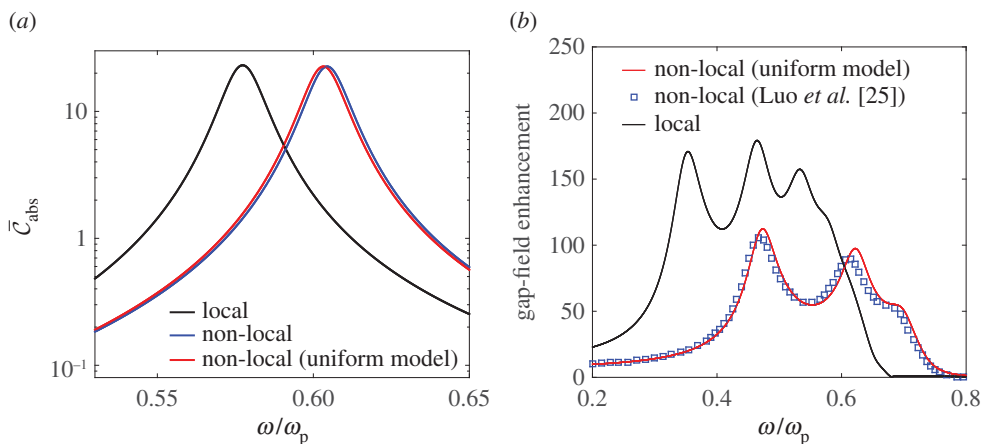 (a)
10
1
10⁻¹
C̄abs
0.55 0.60 0.65
ω/ωp
local
non-local
non-local (uniform model)
(b)
250
200
150
100
50
0
gap-field enhancement
0.2 0.4 0.6 0.8
ω/ωp
non-local (uniform model)
non-local (Luo et al. [25])
local